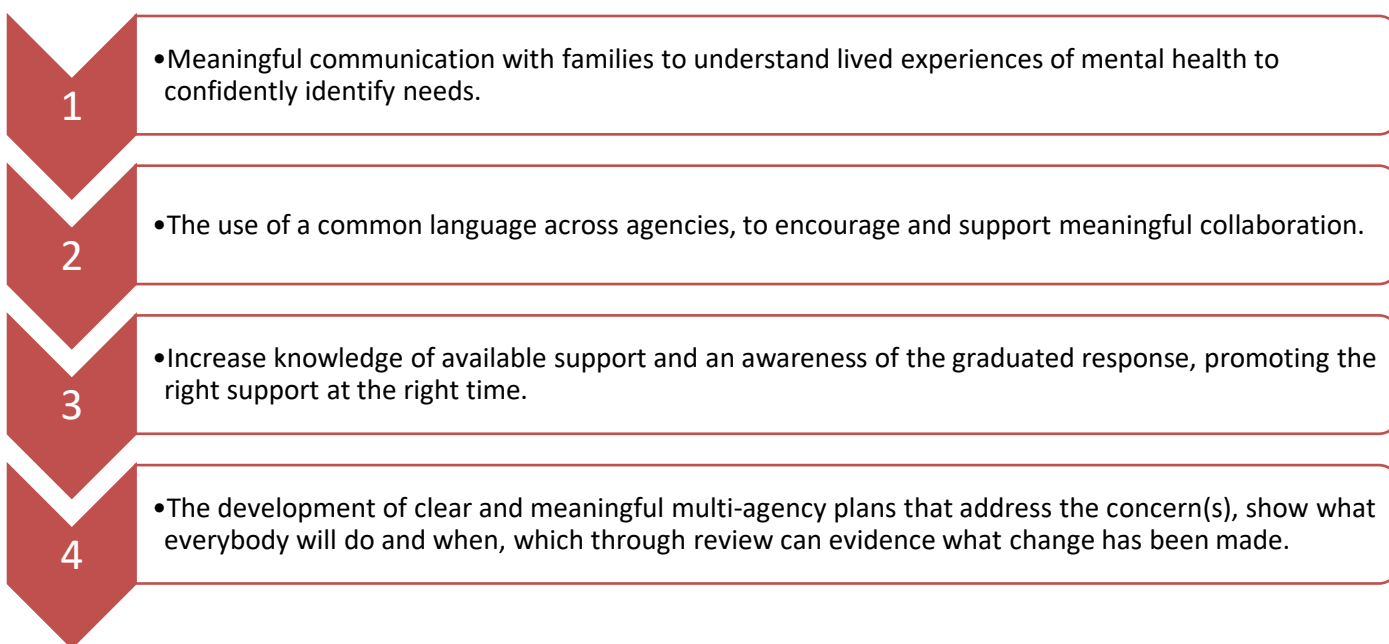 1
•Meaningful communication with families to understand lived experiences of mental health to
confidently identify needs.
2
•The use of a common language across agencies, to encourage and support meaningful collaboration.
3
•Increase knowledge of available support and an awareness of the graduated response, promoting the
right support at the right time.
4
•The development of clear and meaningful multi-agency plans that address the concern(s), show what
everybody will do and when, which through review can evidence what change has been made.